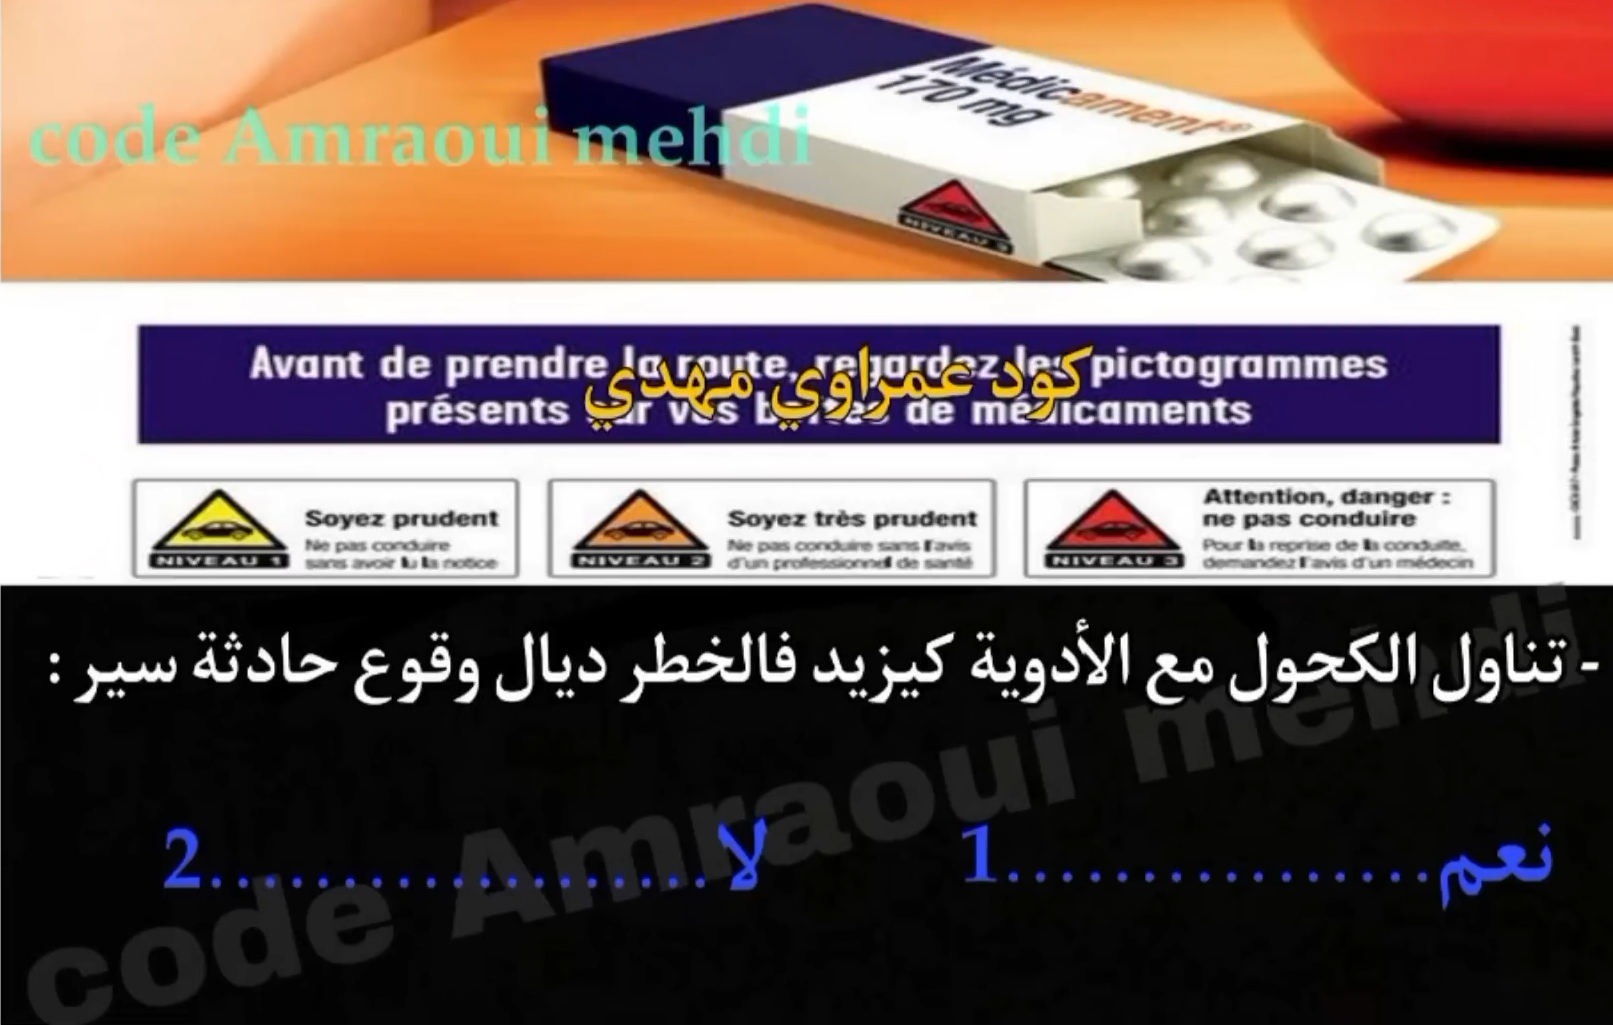 Médicament®
170 mg
code Amraoui mehdi
NIVEAU 3
Avant de prendre la route, regardez les pictogrammes
présents sur vos boîtes de médicaments
كود عمراوي مهدي
Soyez prudent
Ne pas conduire
sans avoir lu la notice
NIVEAU 1
Soyez très prudent
Ne pas conduire sans l'avis
d'un professionnel de santé
NIVEAU 2
Attention, danger :
ne pas conduire
Pour la reprise de la conduite,
demandez l'avis d'un médecin
NIVEAU 3
- تناول الكحول مع الأدوية كيزيد فالخطر ديال وقوع حادثة سير :
نعم................1 لا...................2
code Amraoui mehdi